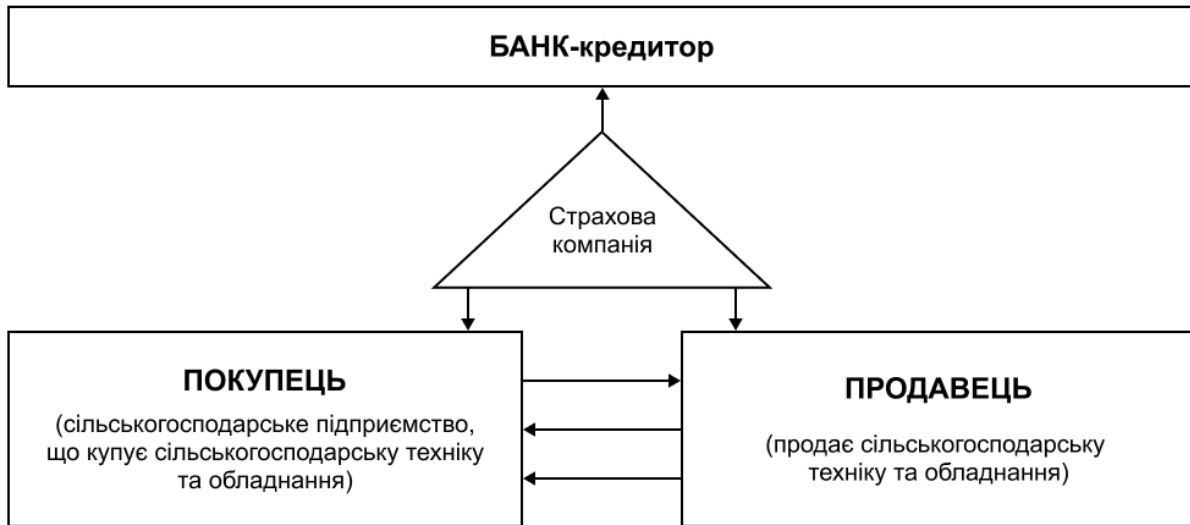 БАНК-кредитор
Страхова
компанія
ПОКУПЕЦЬ
(сільськогосподарське підприємство,
що купує сільськогосподарську техніку
та обладнання)
ПРОДАВЕЦЬ
(продає сільськогосподарську
техніку та обладнання)